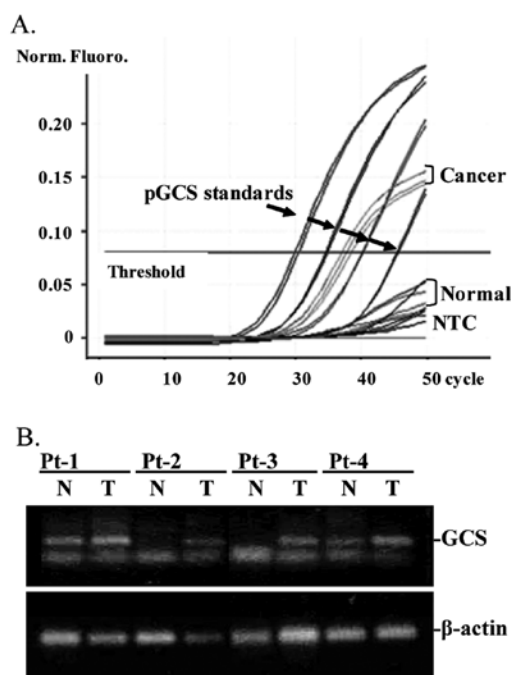 A.
Norm. Fluoro.
0.20
0.15
0.10
0.05
0
pGCS standards
Cancer
Threshold
Normal
NTC
0 10 20 30 40 50 cycle
B.
Pt-1 Pt-2 Pt-3 Pt-4
N T N T N T N T
-GCS
-β-actin